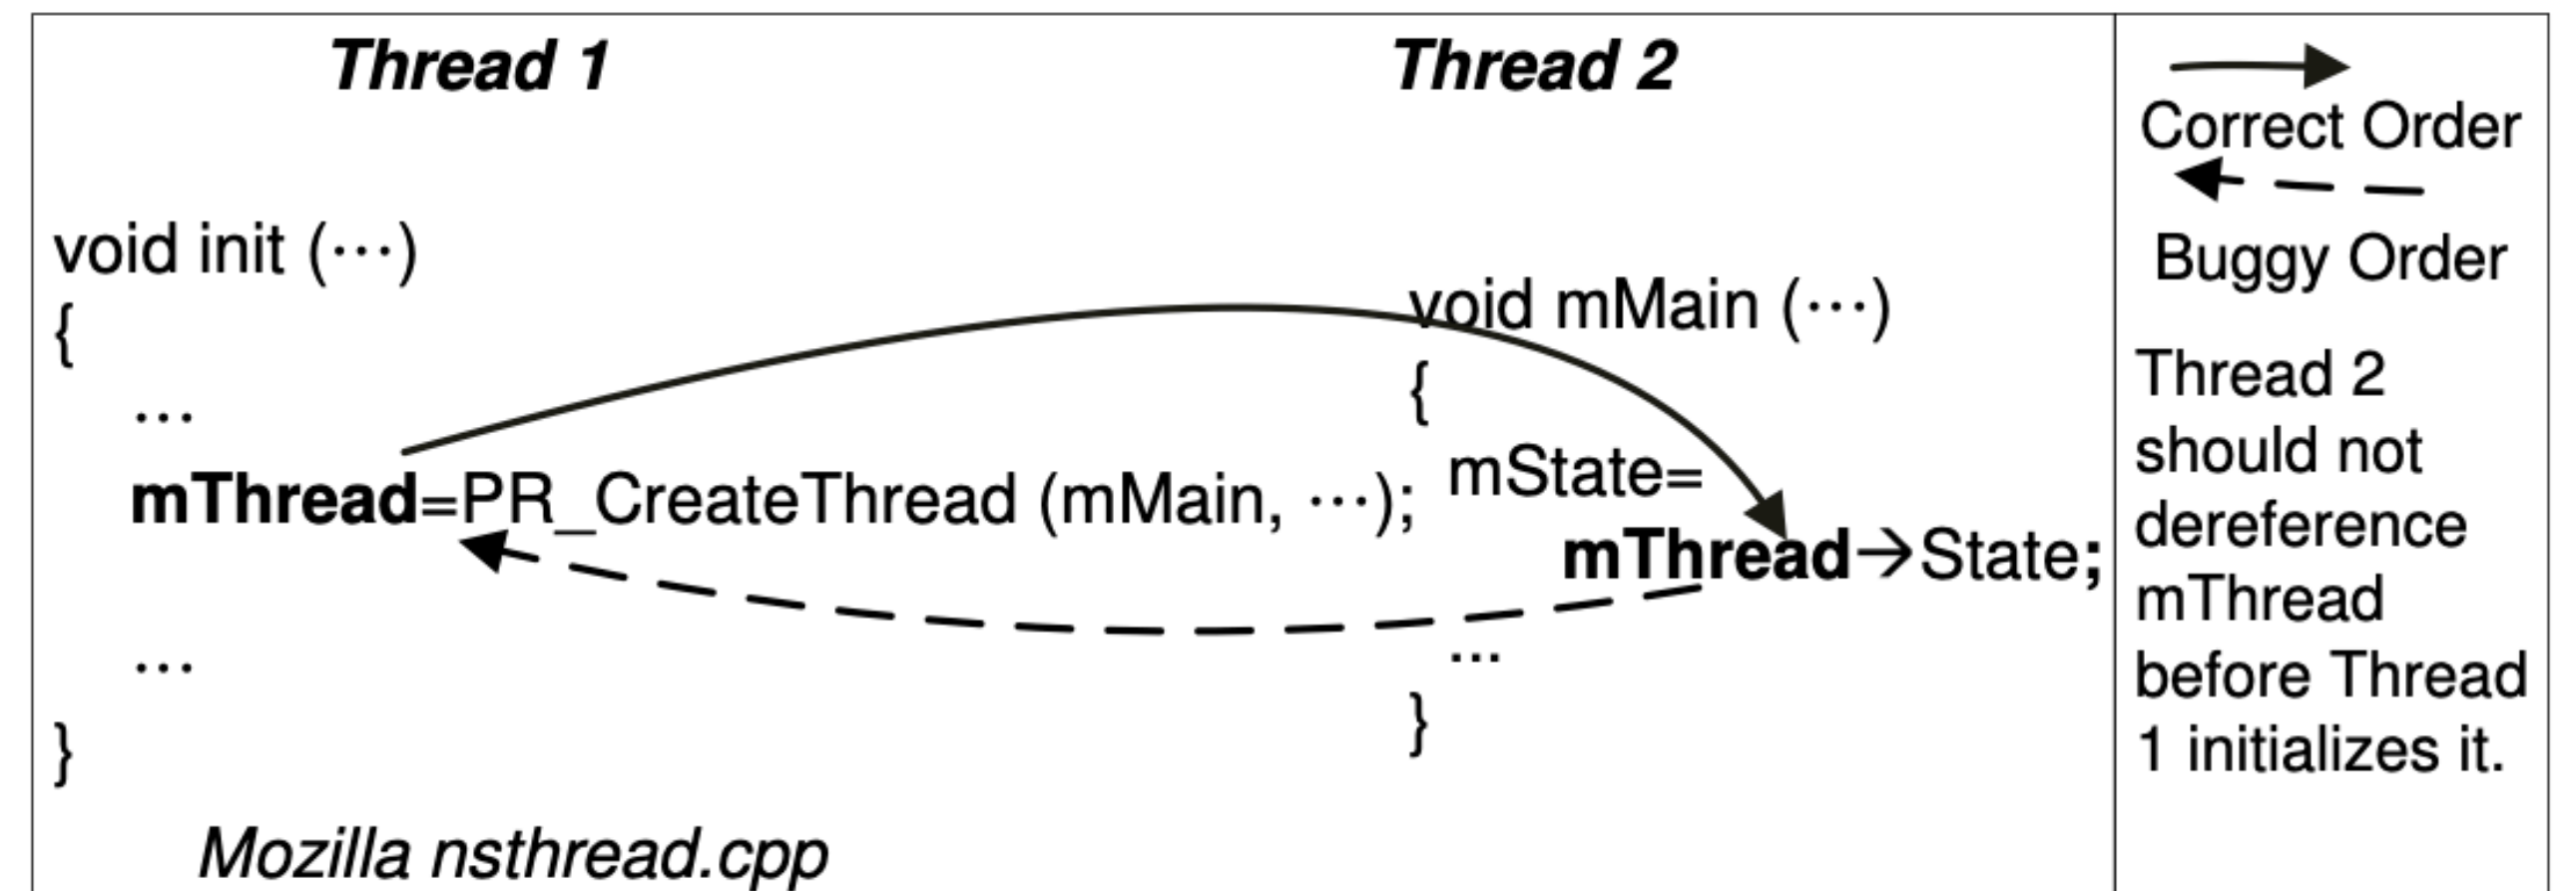 Thread 1
void init (⋯)
{
⋯
mThread=PR_CreateThread (mMain, ⋯);
⋯
}
Mozilla nsthread.cpp
Thread 2
void mMain (⋯)
{
mState=
mThread→State;
...
}
Correct Order
Buggy Order
Thread 2
should not
dereference
mThread
before Thread
1 initializes it.